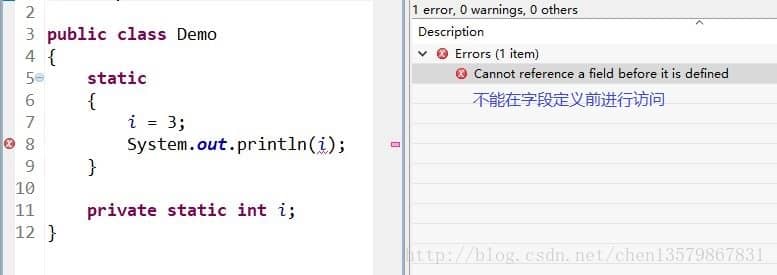 1 error, 0 warnings, 0 others
Description
Errors (1 item)
Cannot reference a field before it is defined
不能在字段定义前进行访问
2
3 public class Demo
4 {
5 static
6 {
7 i = 3;
8 System.out.println(i);
9 }
10
11 private static int i;
12 }
http://blog.csdn.net/chen13579867831